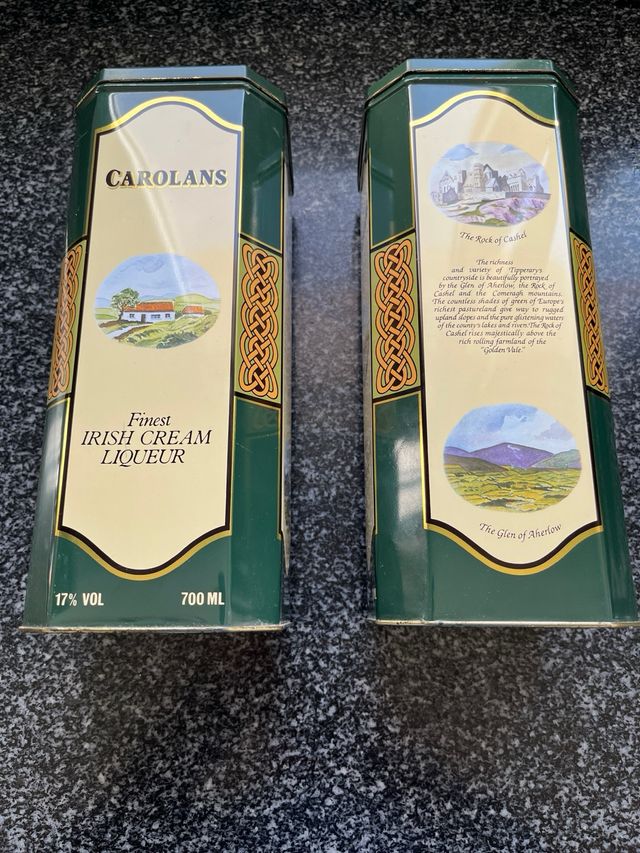 CAROLANS
Finest
IRISH CREAM
LIQUEUR
17% VOL 700 ML
The Rock of Cashel
The richness
and variety of Tipperary's
countryside is beautifully portrayed
by the Glen of Aherlow, the Rock of
Cashel and the Comeragh mountains.
The countless shades of green of Europe's
richest pastureland give way to rugged
upland slopes and the pure glistening waters
of the county's lakes and rivers. The Rock of
Cashel rises majestically above the
rich rolling farmland of the
"Golden Vale."
The Glen of Aherlow